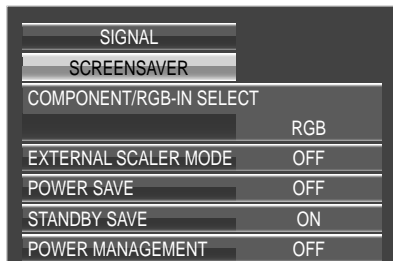 SIGNAL
SCREENSAVER
COMPONENT/RGB-IN SELECT
RGB
EXTERNAL SCALER MODE OFF
POWER SAVE OFF
STANDBY SAVE ON
POWER MANAGEMENT OFF